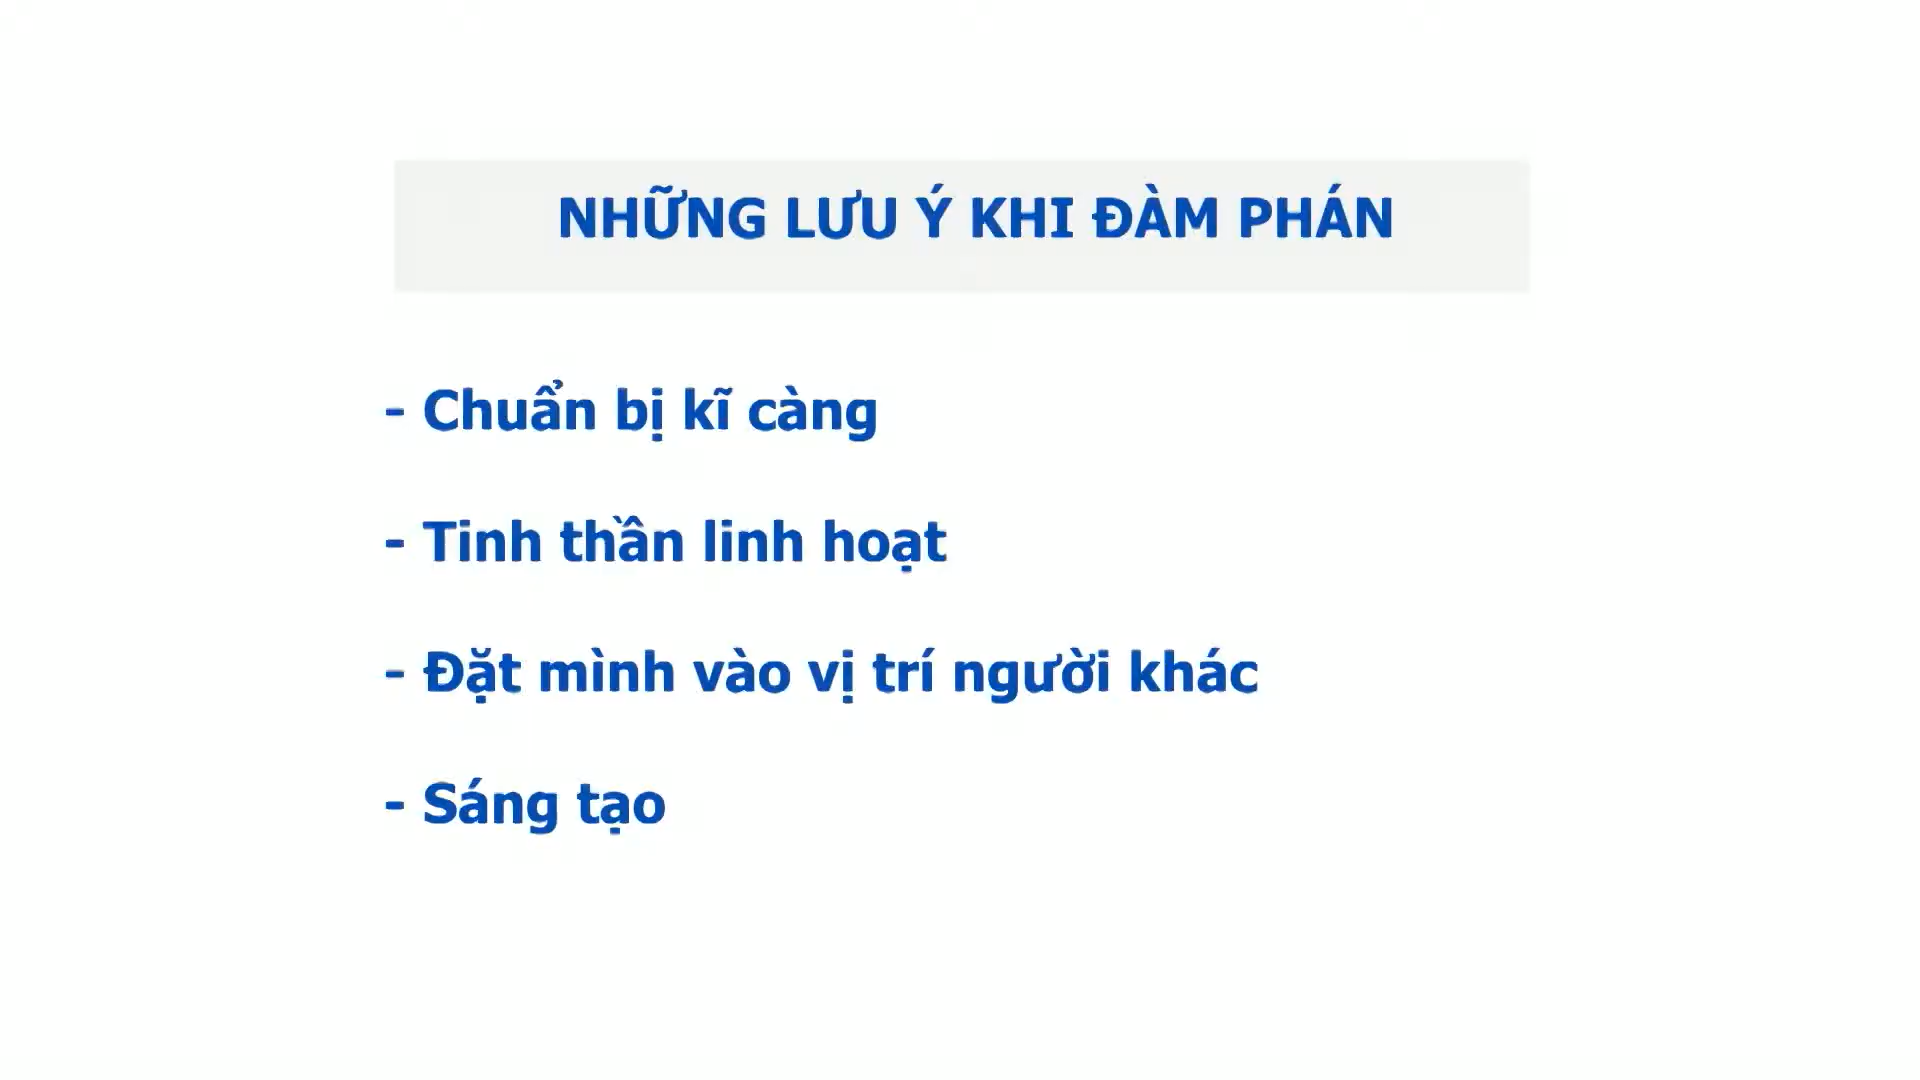 NHỮNG LƯU Ý KHI ĐÀM PHÁN
- Chuẩn bị kĩ càng
- Tinh thần linh hoạt
- Đặt mình vào vị trí người khác
- Sáng tạo